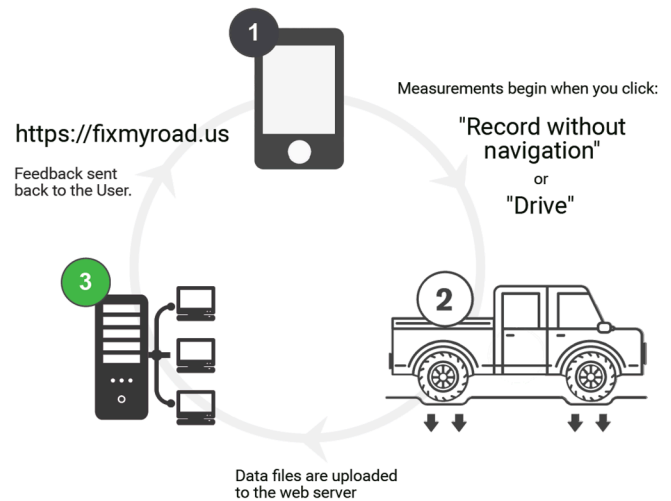 1
Measurements begin when you click:
"Record without
navigation"
or
"Drive"
https://fixmyroad.us
Feedback sent
back to the User.
3
2
Data files are uploaded
to the web server